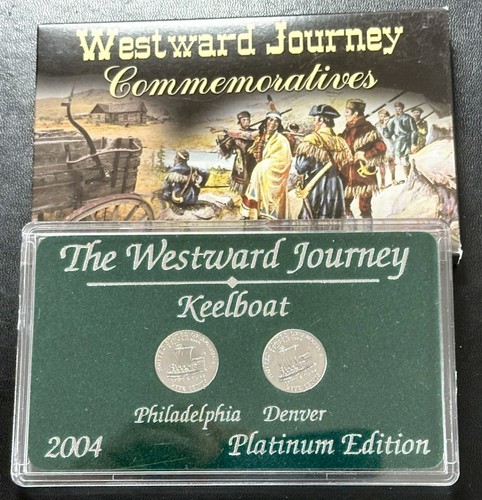 Westward Journey
Commemoratives
The Westward Journey
Keelboat
Philadelphia Denver
2004 Platinum Edition